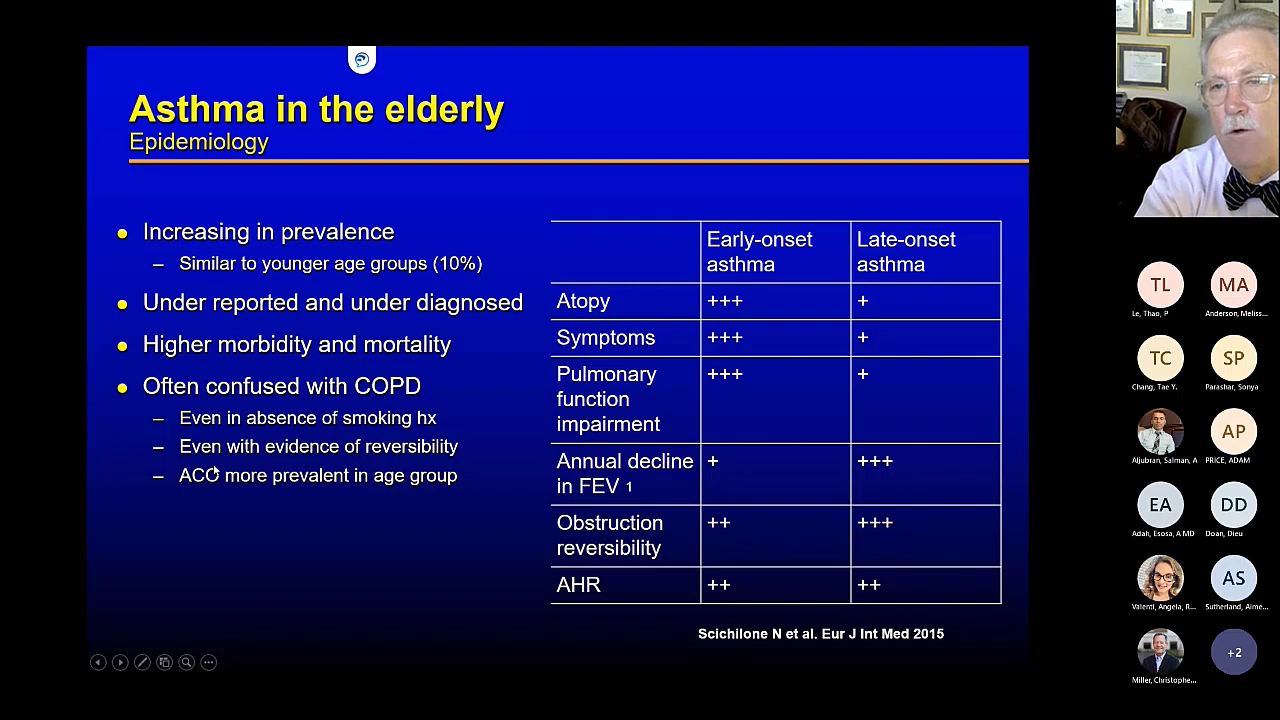 Asthma in the elderly
Epidemiology
Increasing in prevalence
– Similar to younger age groups (10%)
Under reported and under diagnosed
Higher morbidity and mortality
Often confused with COPD
– Even in absence of smoking hx
– Even with evidence of reversibility
– ACO more prevalent in age group
Early-onset asthma Late-onset asthma
Atopy +++ +
Symptoms +++ +
Pulmonary function impairment +++ +
Annual decline in FEV 1 + +++
Obstruction reversibility ++ +++
AHR ++ ++
Scichilone N et al. Eur J Int Med 2015
TL MA
Le, Thao, P Anderson, Meliss...
TC SP
Chang, Tae Y. Parashar, Sonya
AP
Aljubran, Salman, A PRICE, ADAM
EA DD
Adah, Esosa, A MD Doan, Dieu
AS
Valenti, Angela, R... Sutherland, Aime...
+2
Miller, Christophe...